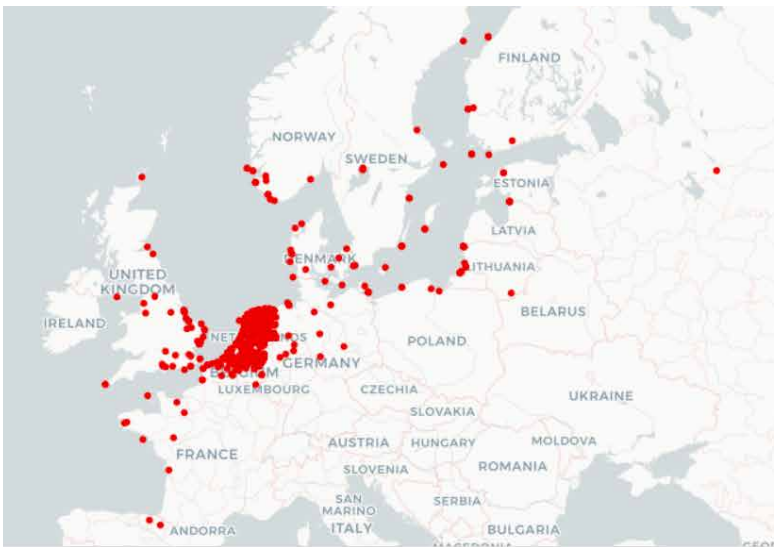 FINLAND
NORWAY
SWEDEN
ESTONIA
LATVIA
DENMARK
LITHUANIA
UNITED
KINGDOM
BELARUS
IRELAND
POLAND
GERMANY
BELGIUM
LUXEMBOURG
CZECHIA
UKRAINE
SLOVAKIA
FRANCE
AUSTRIA
HUNGARY
MOLDOVA
SLOVENIA
ROMANIA
SAN
MARINO
SERBIA
ANDORRA
ITALY
BULGARIA